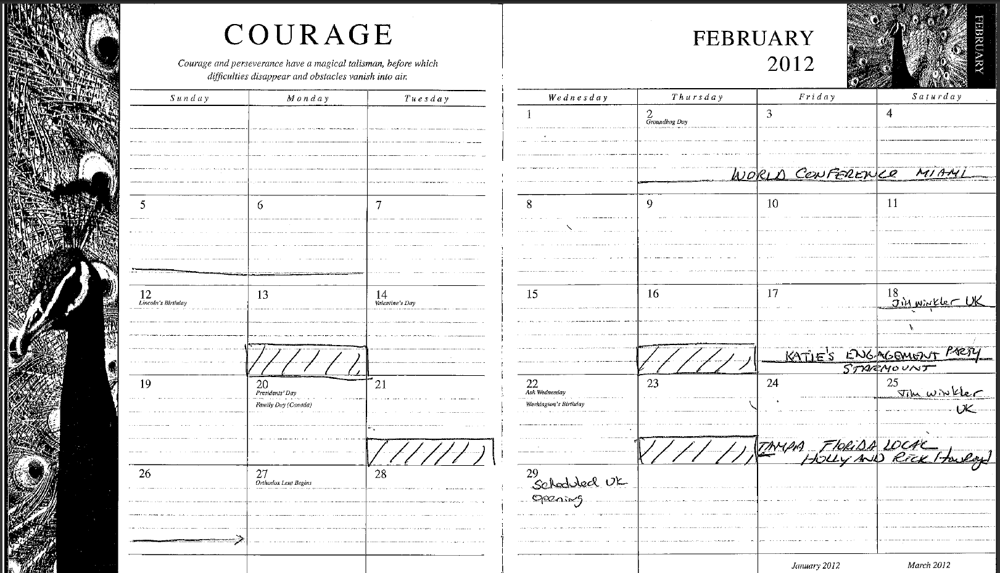 COURAGE
Courage and perseverance have a magical talisman, before which
difficulties disappear and obstacles vanish into air.
FEBRUARY
2012
FEBRUARY
Sunday Monday Tuesday Wednesday Thursday Friday Saturday
1 2 3 4
Groundhog Day
WORLD CONFERENCE MIAMI
5 6 7 8 9 10 11
12 13 14 15 16 17 18
Lincoln's Birthday Valentine's Day Jim Winkler UK
KATIE'S ENGAGEMENT PARTY
STARMOUNT
19 20 21 22 23 24 25
Presidents' Day Ash Wednesday Jim Winkler
Family Day (Canada) Washington's Birthday UK
TAMPA FLORIDA LOCAL
HOLLY AND RICK
26 27 28 29
Orthodox Lent Begins Scheduled UK
Opening
January 2012 March 2012